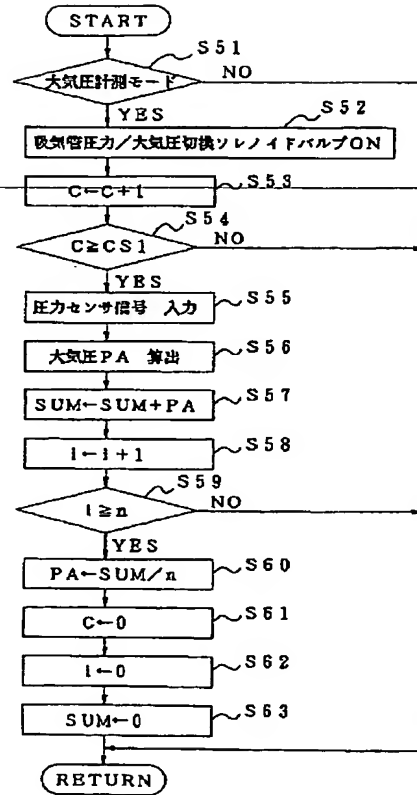 START
S51
大気圧計測モード
NO
YES
S52
吸気管圧力/大気圧切換ソレノイドバルブON
C←C+1
S53
S54
C≧CS1
NO
YES
圧力センサ信号 入力
S55
大気圧PA 算出
S56
SUM←SUM+PA
S57
i←i+1
S58
S59
i≧n
NO
YES
PA←SUM/n
S60
C←0
S61
i←0
S62
SUM←0
S63
RETURN